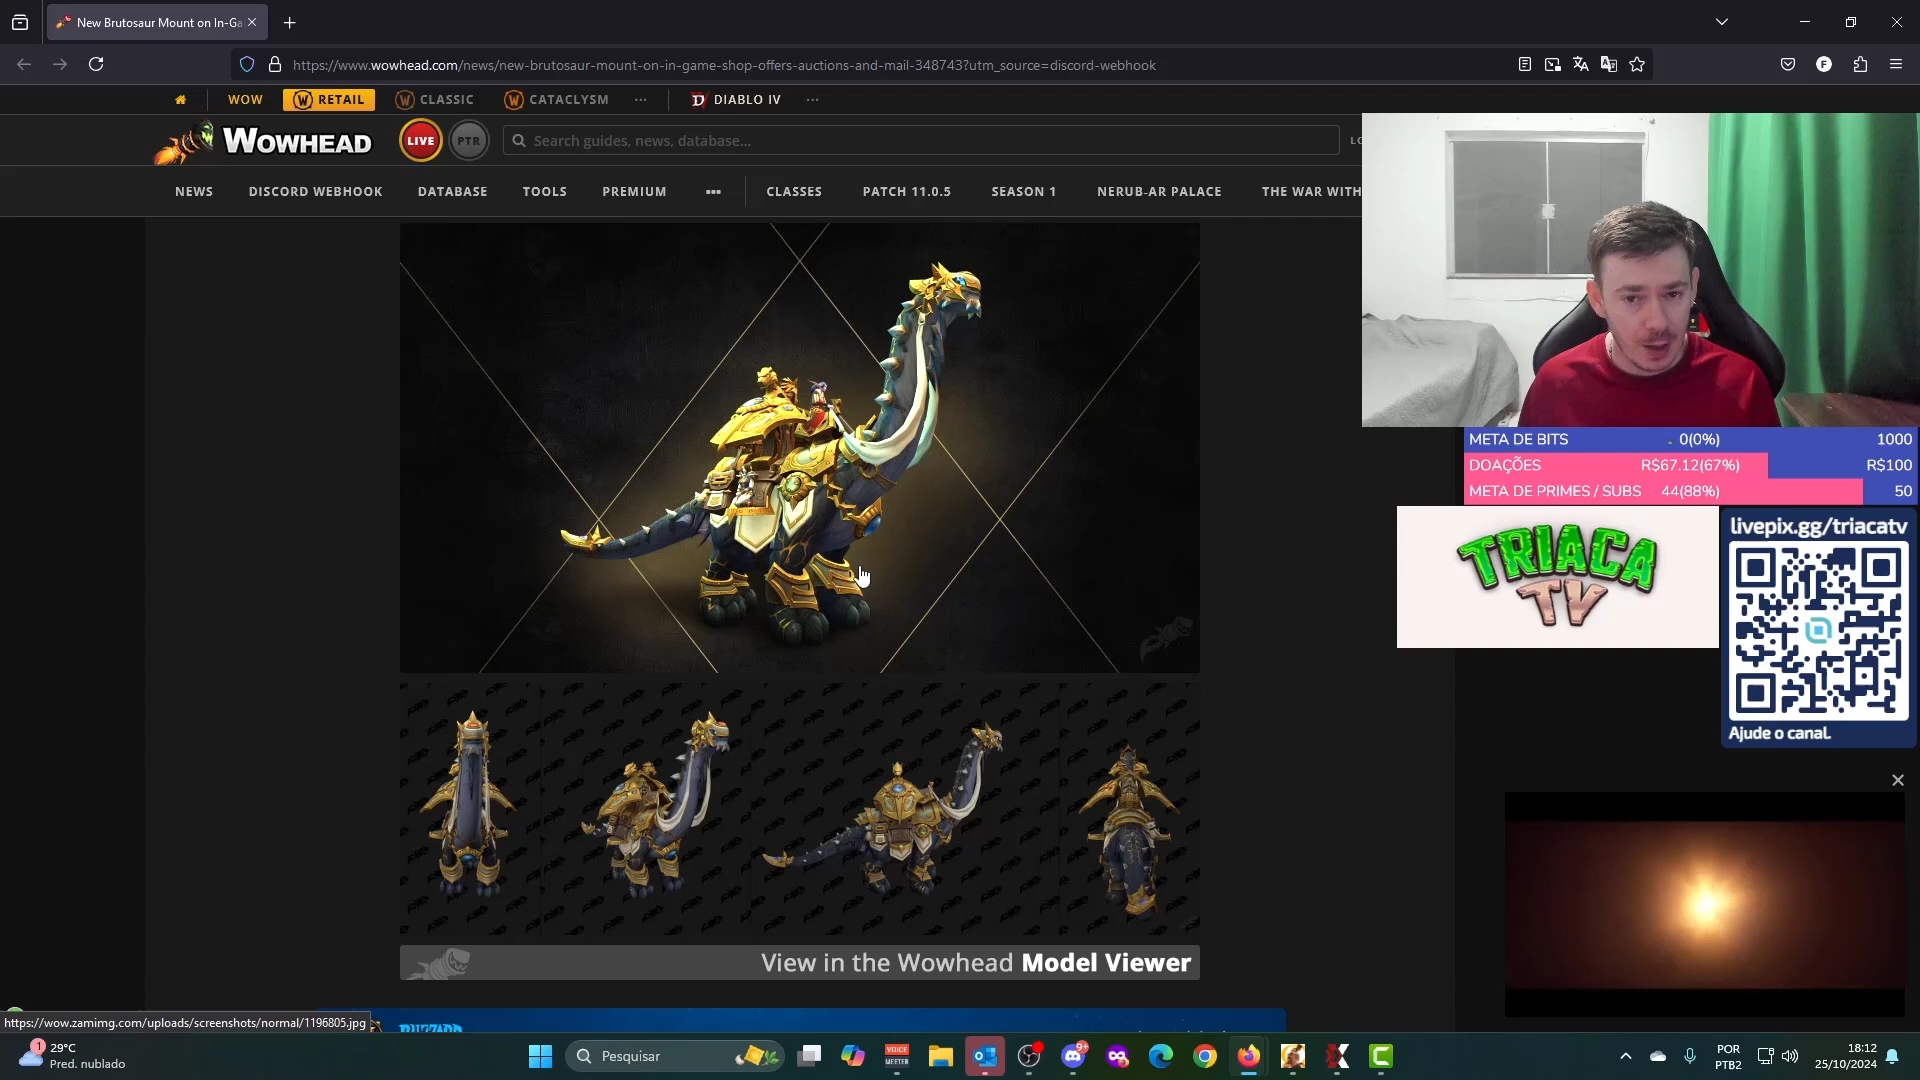 New Brutosaur Mount on In-Ga
https://www.wowhead.com/news/new-brutosaur-mount-on-in-game-shop-offers-auctions-and-mail-348743?utm_source=discord-webhook
F
WOW
RETAIL
CLASSIC
CATACLYSM
DIABLO IV
WOWHEAD
LIVE
PTR
Search guides, news, database...
LO
NEWS
DISCORD WEBHOOK
DATABASE
TOOLS
PREMIUM
CLASSES
PATCH 11.0.5
SEASON 1
NERUB-AR PALACE
THE WAR WITH
META DE BITS 0(0%) 1000
DOAÇÕES R$67.12(67%) R$100
META DE PRIMES / SUBS 44(88%) 50
TRIACA
TV
livepix.gg/triacatv
Ajude o canal.
View in the Wowhead Model Viewer
https://wow.zamimg.com/uploads/screenshots/normal/1196805.jpg
1
29°C
Pred. nublado
Pesquisar
VOICE
MEETER
9+
POR
PTB2
18:12
25/10/2024